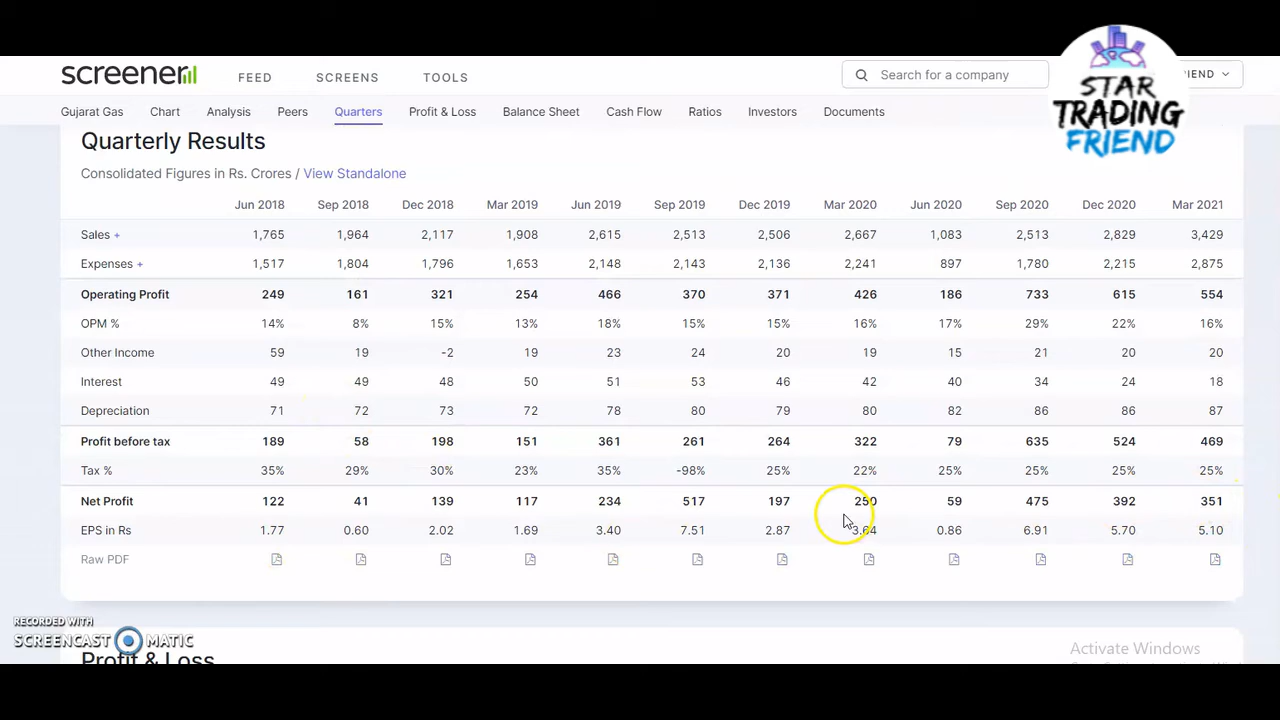 screener FEED SCREENS TOOLS Search for a company IEND
STAR
TRADING
FRIEND
Gujarat Gas Chart Analysis Peers Quarters Profit & Loss Balance Sheet Cash Flow Ratios Investors Documents
Quarterly Results
Consolidated Figures in Rs. Crores / View Standalone
Jun 2018 Sep 2018 Dec 2018 Mar 2019 Jun 2019 Sep 2019 Dec 2019 Mar 2020 Jun 2020 Sep 2020 Dec 2020 Mar 2021
Sales + 1,765 1,964 2,117 1,908 2,615 2,513 2,506 2,667 1,083 2,513 2,829 3,429
Expenses + 1,517 1,804 1,796 1,653 2,148 2,143 2,136 2,241 897 1,780 2,215 2,875
Operating Profit 249 161 321 254 466 370 371 426 186 733 615 554
OPM % 14% 8% 15% 13% 18% 15% 15% 16% 17% 29% 22% 16%
Other Income 59 19 -2 19 23 24 20 19 15 21 20 20
Interest 49 49 48 50 51 53 46 42 40 34 24 18
Depreciation 71 72 73 72 78 80 79 80 82 86 86 87
Profit before tax 189 58 198 151 361 261 264 322 79 635 524 469
Tax % 35% 29% 30% 23% 35% -98% 25% 22% 25% 25% 25% 25%
Net Profit 122 41 139 117 234 517 197 250 59 475 392 351
EPS in Rs 1.77 0.60 2.02 1.69 3.40 7.51 2.87 3.64 0.86 6.91 5.70 5.10
Raw PDF
RECORDED WITH
SCREENCAST MATIC
Profit & Loss
Activate Windows